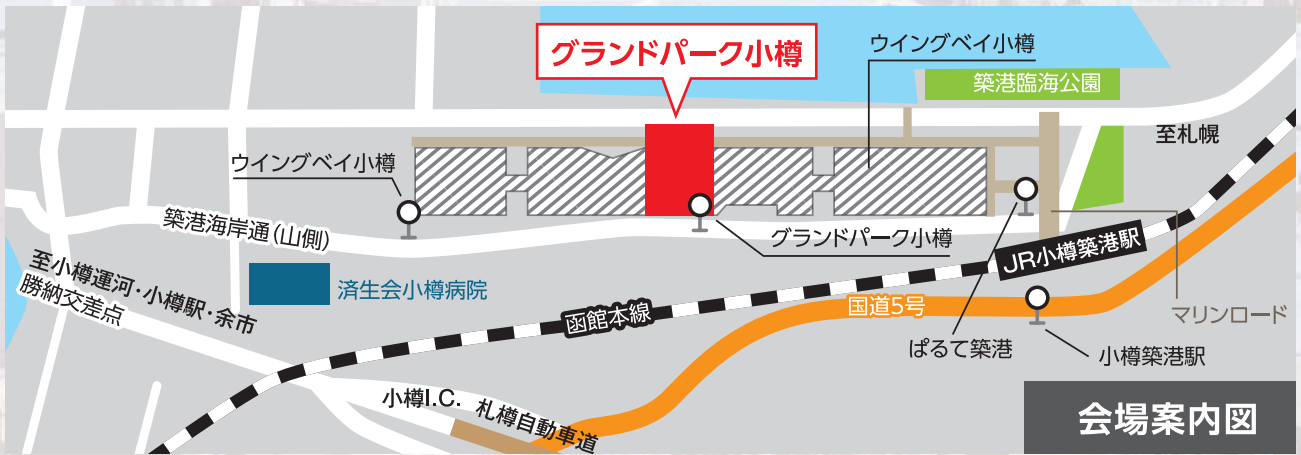 グランドパーク小樽
ウイングベイ小樽
築港臨海公園
至札幌
ウイングベイ小樽
築港海岸通(山側)
グランドパーク小樽
JR小樽築港駅
至小樽運河・小樽駅・余市
勝納交差点
済生会小樽病院
函館本線
国道5号
マリンロード
ぱるて築港
小樽築港駅
小樽I.C.
札樽自動車道
会場案内図